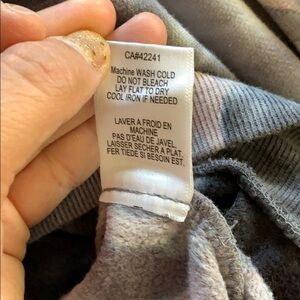 CA#42241
Machine WASH COLD
DO NOT BLEACH
LAY FLAT TO DRY
COOL IRON IF NEEDED
LAVER A FROID EN
MACHINE
PAS D'EAU DE JAVEL.
LAISSER SÉCHER A PLAT.
FER TIEDE SI BESOIN EST.